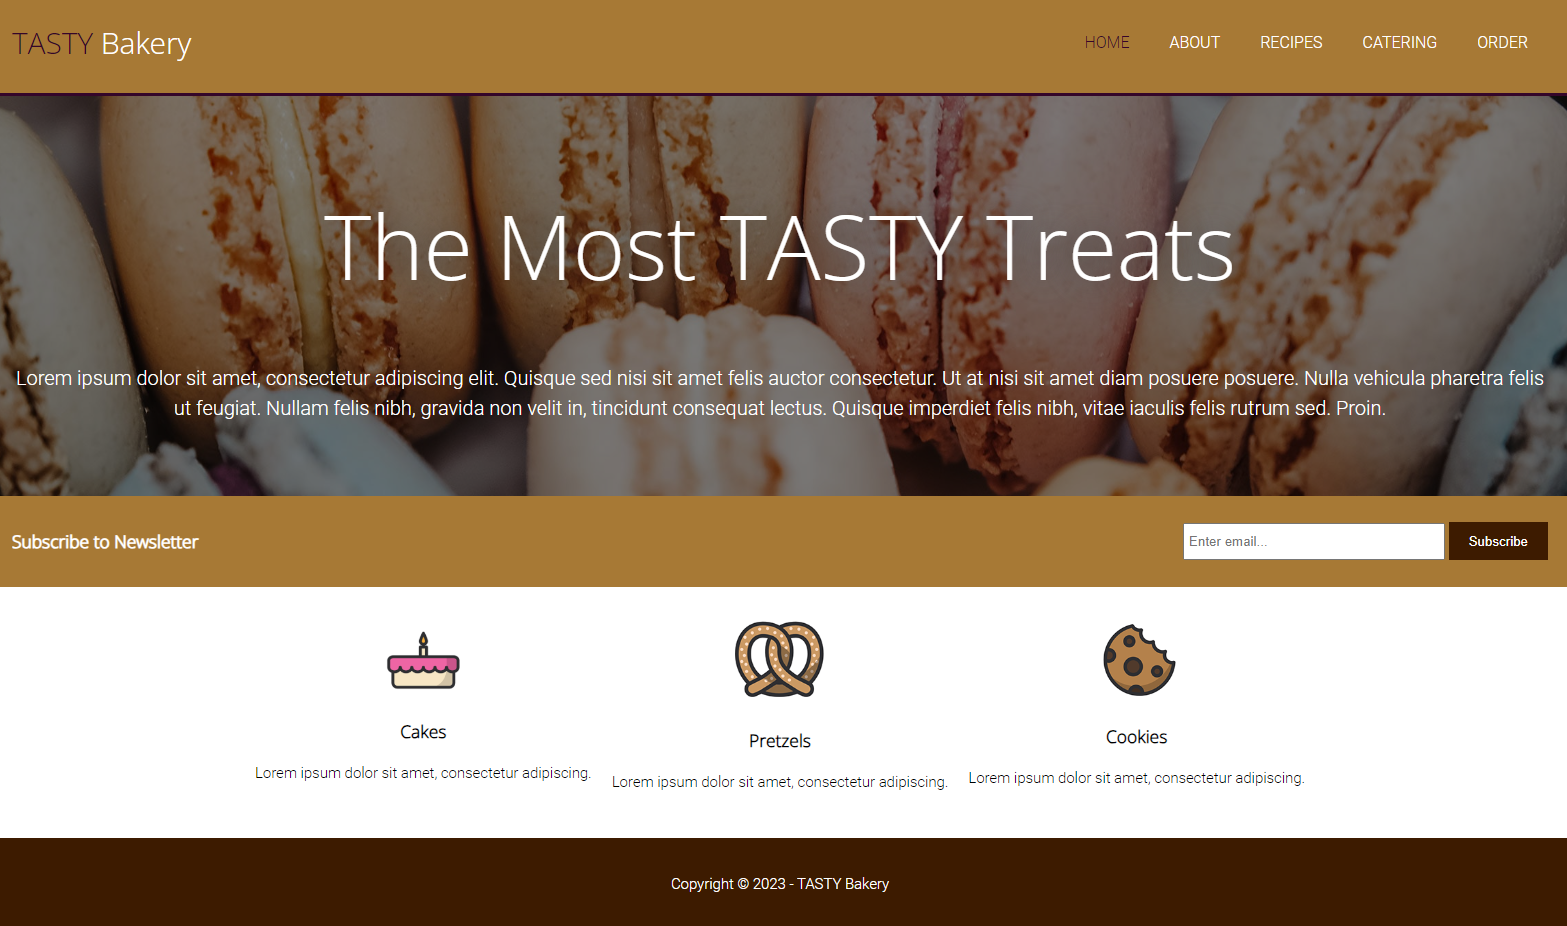 TASTY Bakery
HOME ABOUT RECIPES CATERING ORDER
The Most TASTY Treats
Lorem ipsum dolor sit amet, consectetur adipiscing elit. Quisque sed nisi sit amet felis auctor consectetur. Ut at nisi sit amet diam posuere posuere. Nulla vehicula pharetra felis
ut feugiat. Nullam felis nibh, gravida non velit in, tincidunt consequat lectus. Quisque imperdiet felis nibh, vitae iaculis felis rutrum sed. Proin.
Subscribe to Newsletter
Enter email...
Subscribe
Cakes
Lorem ipsum dolor sit amet, consectetur adipiscing.
Pretzels
Lorem ipsum dolor sit amet, consectetur adipiscing.
Cookies
Lorem ipsum dolor sit amet, consectetur adipiscing.
Copyright © 2023 - TASTY Bakery